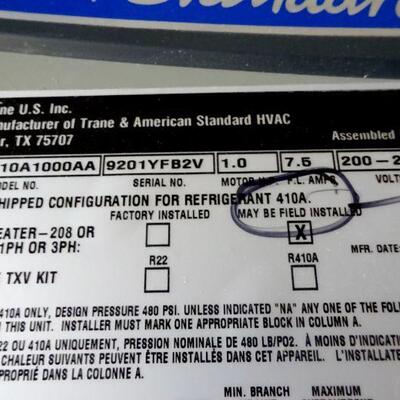 ne U.S. Inc.
nufacturer of Trane & American Standard HVAC
r, TX 75707
Assembled
10A1000AA 9201YFB2V 1.0 7.5 200-2
DEL NO. SERIAL NO. MOTOR F.L. AMPS VOLT
HIPPED CONFIGURATION FOR REFRIGERANT 410A.
FACTORY INSTALLED MAY BE FIELD INSTALLED
EATER-208 OR
1PH OR 3PH: X MFR. DATE:
R22 R410A
TXV KIT
410A ONLY, DESIGN PRESSURE 480 PSI. UNLESS INDICATED "NA" ANY ONE OF THE FOLL
N THIS UNIT. INSTALLER MUST MARK ONE APPROPRIATE BLOCK IN COLUMN A.
22 OU 410A UNIQUEMENT, PRESSION NOMINALE DE 480 LB/PO2. À MOINS D'INDICATI
CHALEUR SUIVANTS PEUVENT ÊTRE INSTALLÉS DANS CET APPAREIL. L'INSTALLATE
PROPRIÉ DANS LA COLONNE A.
MIN. BRANCH MAXIMUM